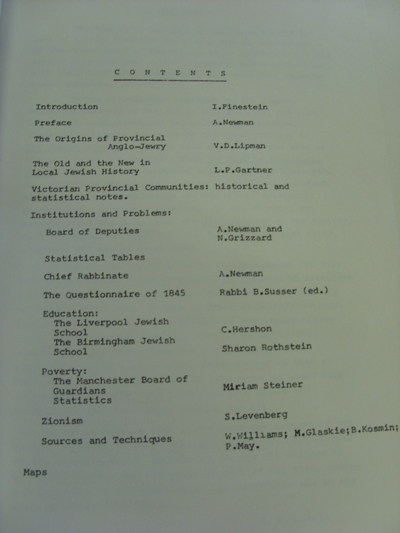 C O N T E N T S
Introduction I.Finestein
Preface A.Newman
The Origins of Provincial
Anglo-Jewry V.D.Lipman
The Old and the New in
Local Jewish History L.P.Gartner
Victorian Provincial Communities: historical and
statistical notes.
Institutions and Problems:
Board of Deputies A.Newman and
N.Grizzard
Statistical Tables
Chief Rabbinate A.Newman
The Questionnaire of 1845 Rabbi B.Susser (ed.)
Education:
The Liverpool Jewish
School C.Hershon
The Birmingham Jewish
School Sharon Rothstein
Poverty:
The Manchester Board of
Guardians Miriam Steiner
Statistics
Zionism S.Levenberg
Sources and Techniques W.Williams; M.Glaskie;B.Kosmin;
P.May.
Maps